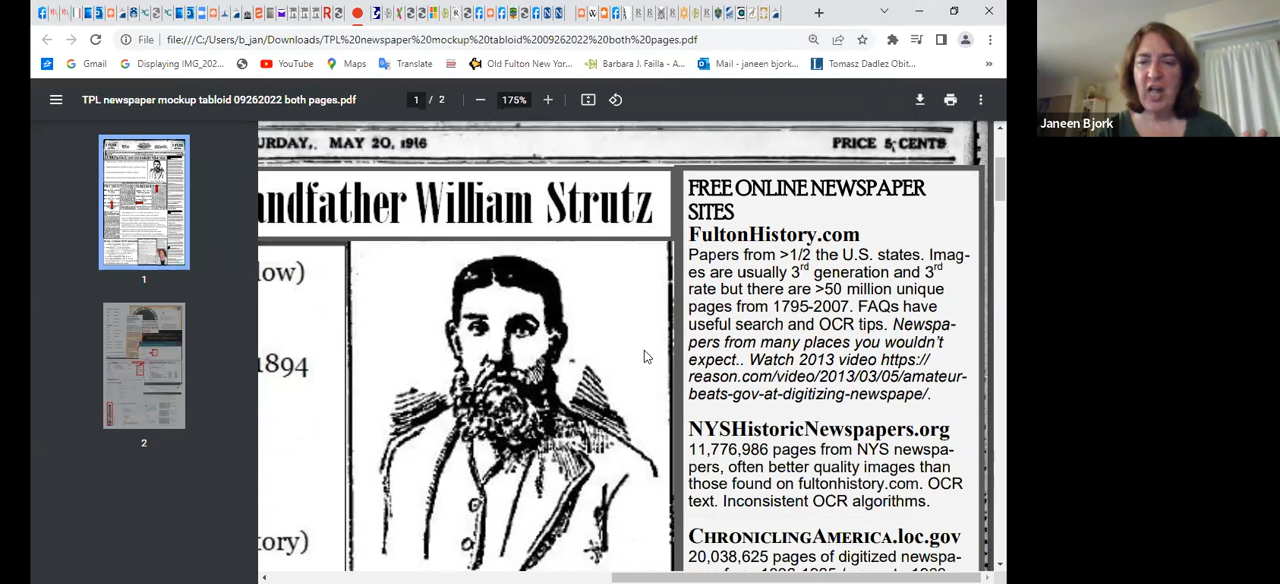 File
file:///C:/Users/b_jan/Downloads/TPL%20newspaper%20mockup%20tabloid%2009262022%20both%20pages.pdf
Gmail
Displaying IMG_202...
YouTube
Maps
Translate
Old Fulton New Yor...
Barbara J. Failla - A...
Mail - janeen bjork...
Tomasz Dadlez Obit...
TPL newspaper mockup tabloid 09262022 both pages.pdf
1 / 2
175%
1
2
URDAY, MAY 20, 1916
PRICE 5 CENTS
andfather William Strutz
low)
1894
tory)
FREE ONLINE NEWSPAPER
SITES
FultonHistory.com
Papers from >1/2 the U.S. states. Imag-
es are usually 3rd generation and 3rd
rate but there are >50 million unique
pages from 1795-2007. FAQs have
useful search and OCR tips. Newspa-
pers from many places you wouldn't
expect.. Watch 2013 video https://
reason.com/video/2013/03/05/amateur-
beats-gov-at-digitizing-newspape/.
NYSHistoricNewspapers.org
11,776,986 pages from NYS newspa-
pers, often better quality images than
those found on fultonhistory.com. OCR
text. Inconsistent OCR algorithms.
CHRONICLINGAMERICA.loc.gov
20,038,625 pages of digitized newspa-
Janeen Bjork